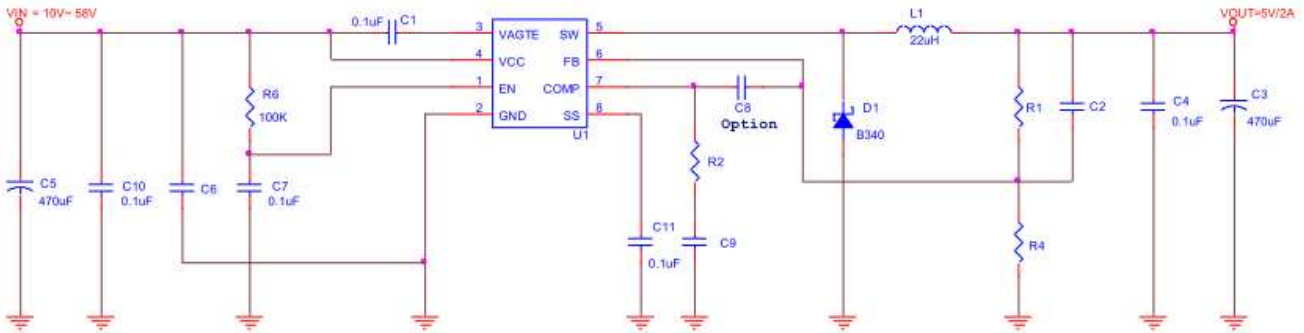 VIN = 10V~ 58V
0.1uF
C1
3
VAGTE
SW
5
L1
22uH
VOUT=5V/2A
4
VCC
FB
6
1
EN
COMP
7
2
GND
SS
8
U1
R6
100K
C8
Option
D1
B340
R1
C2
C4
0.1uF
C3
470uF
R2
C5
470uF
C10
0.1uF
C6
C7
0.1uF
C11
0.1uF
C9
R4